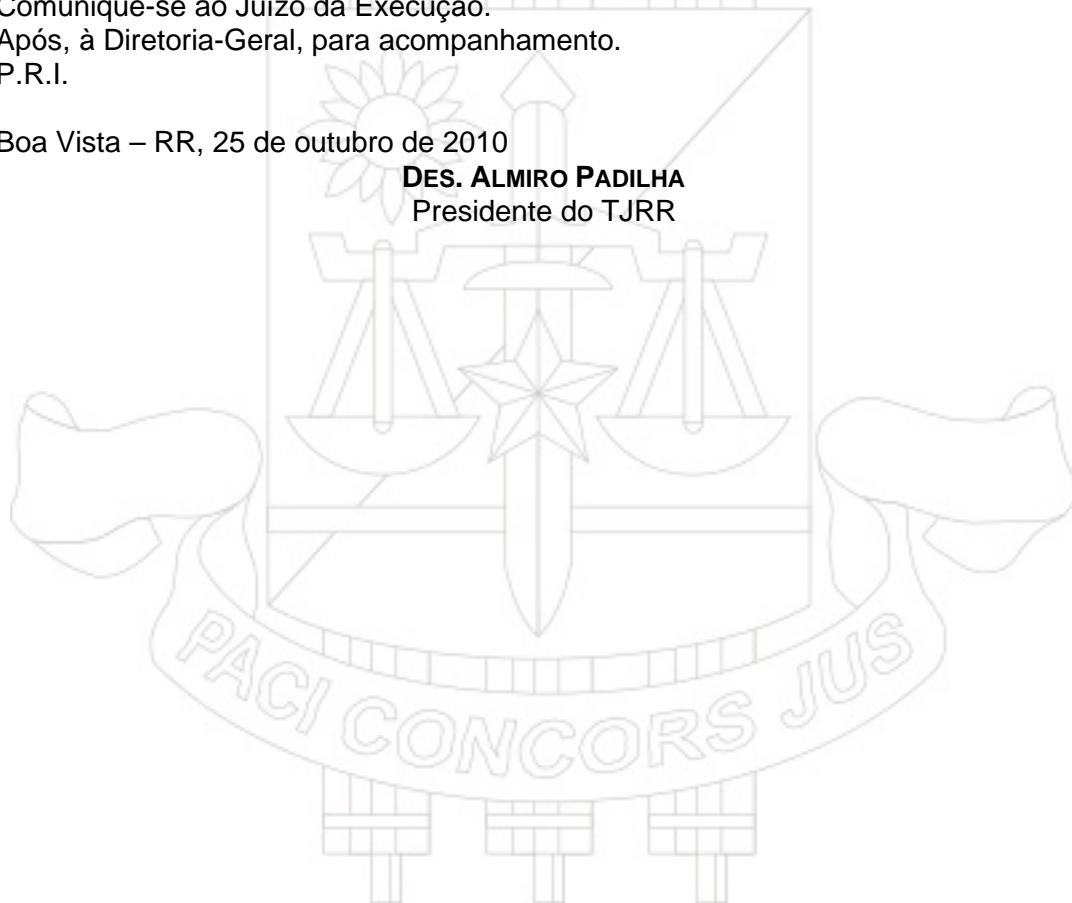 Comunique-se ao Juízo da Execução.
Após, à Diretoria-Geral, para acompanhamento.
P.R.I.
Boa Vista – RR, 25 de outubro de 2010
DES. ALMIRO PADILHA
Presidente do TJRR
PACI CONCORS JUS